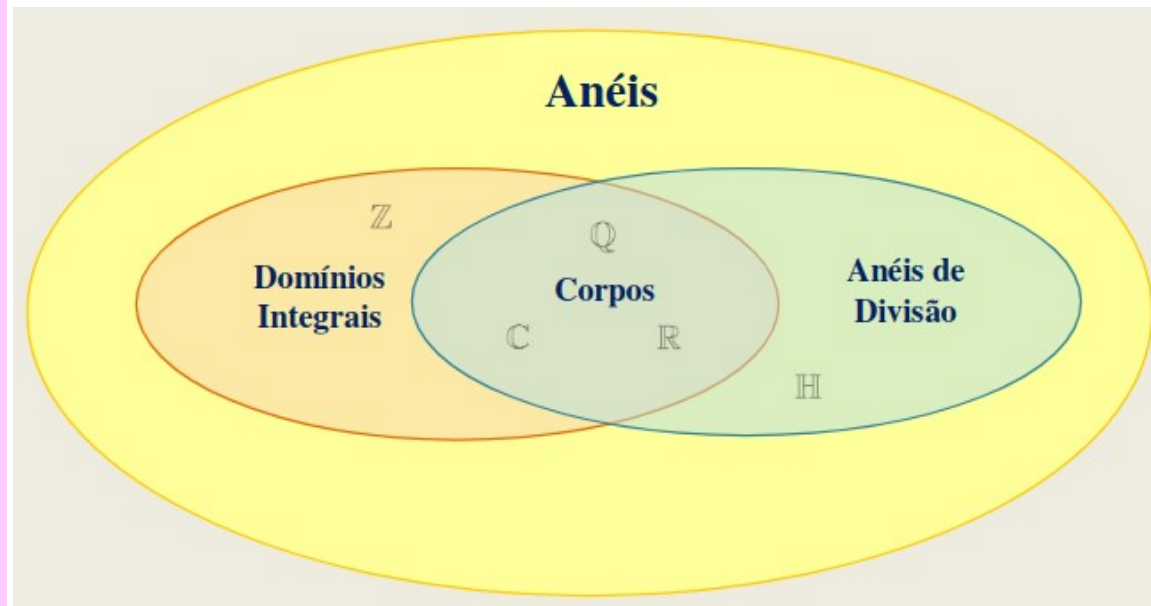 Anéis
ℤ
ℚ
Domínios
Integrais
Corpos
Anéis de
Divisão
ℂ
ℝ
ℍ